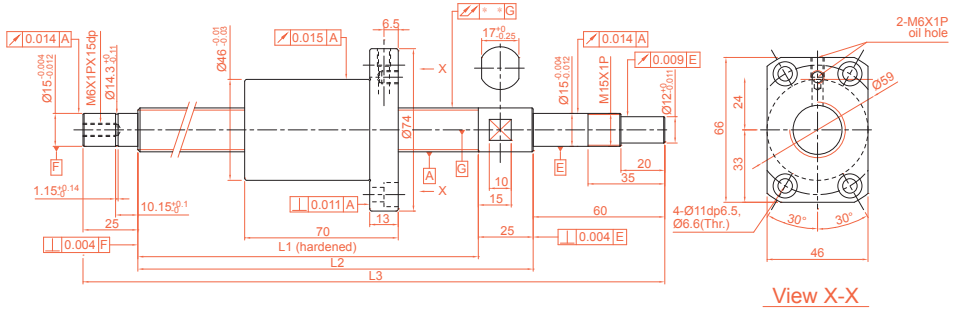 0.014 A
Ø15 -0.004 -0.012
M6X1PX15dp
Ø14.3 +0 -0.11
Ø46 -0.01 -0.03
0.015 A
6.5
* * G
17 +0 -0.25
Ø15 -0.004 -0.012
0.014 A
M15X1P
0.009 E
Ø12 +0 -0.011
2-M6X1P
oil hole
X
Ø74
Ø59
24
66
33
F
A
G
E
X
10
15
20
35
1.15 +0.14 -0
10.15 +0.1 -0
0.011 A
13
25
70
25
60
4-Ø11dp6.5,
Ø6.6(Thr.)
30° 30°
0.004 F
L1 (hardened)
0.004 E
46
L2
L3
View X-X